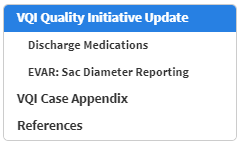 VQI Quality Initiative Update
Discharge Medications
EVAR: Sac Diameter Reporting
VQI Case Appendix
References